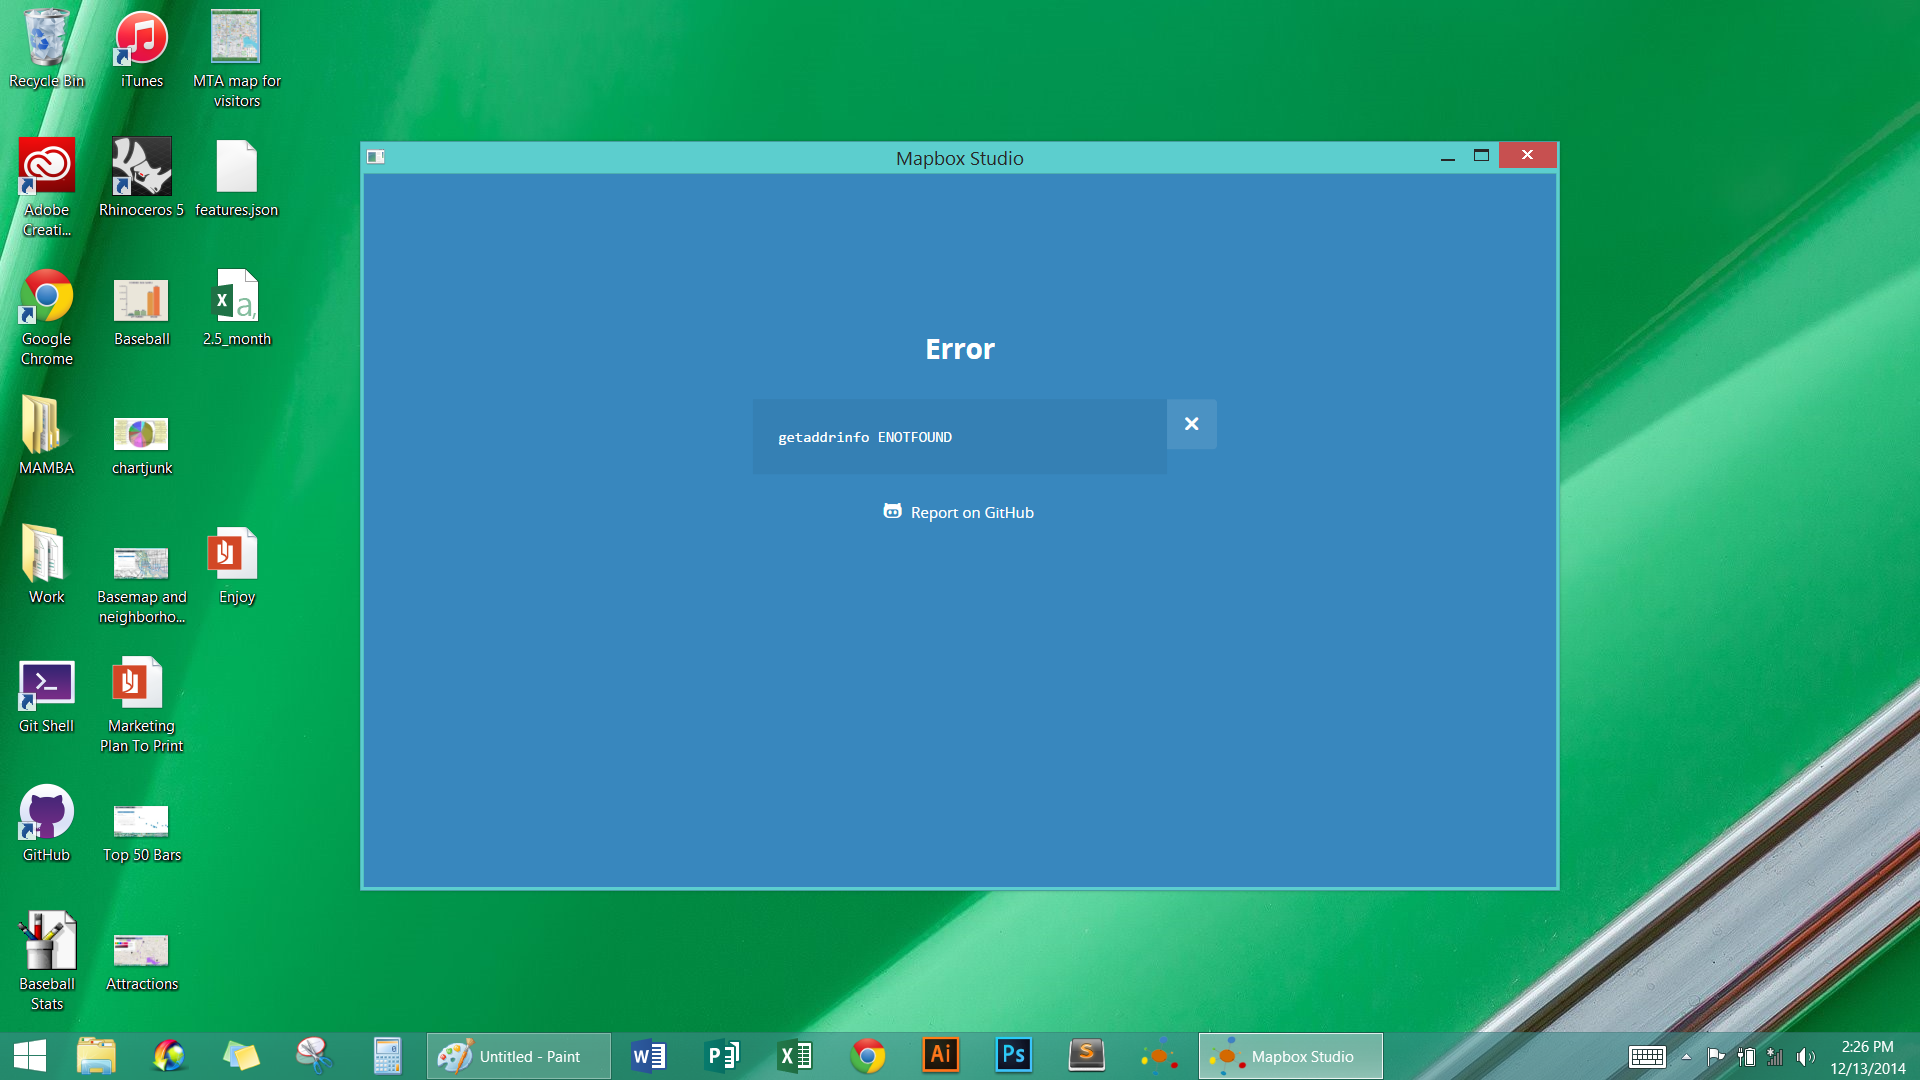 Recycle Bin
iTunes
MTA map for
visitors
Adobe
Creati...
Rhinoceros 5
features.json
Google
Chrome
Baseball
2.5_month
MAMBA
chartjunk
Work
Basemap and
neighborho...
Enjoy
Git Shell
Marketing
Plan To Print
GitHub
Top 50 Bars
Baseball
Stats
Attractions
Mapbox Studio
Error
getaddrinfo ENOTFOUND
Report on GitHub
Untitled - Paint
Ai
Ps
Mapbox Studio
2:26 PM
12/13/2014